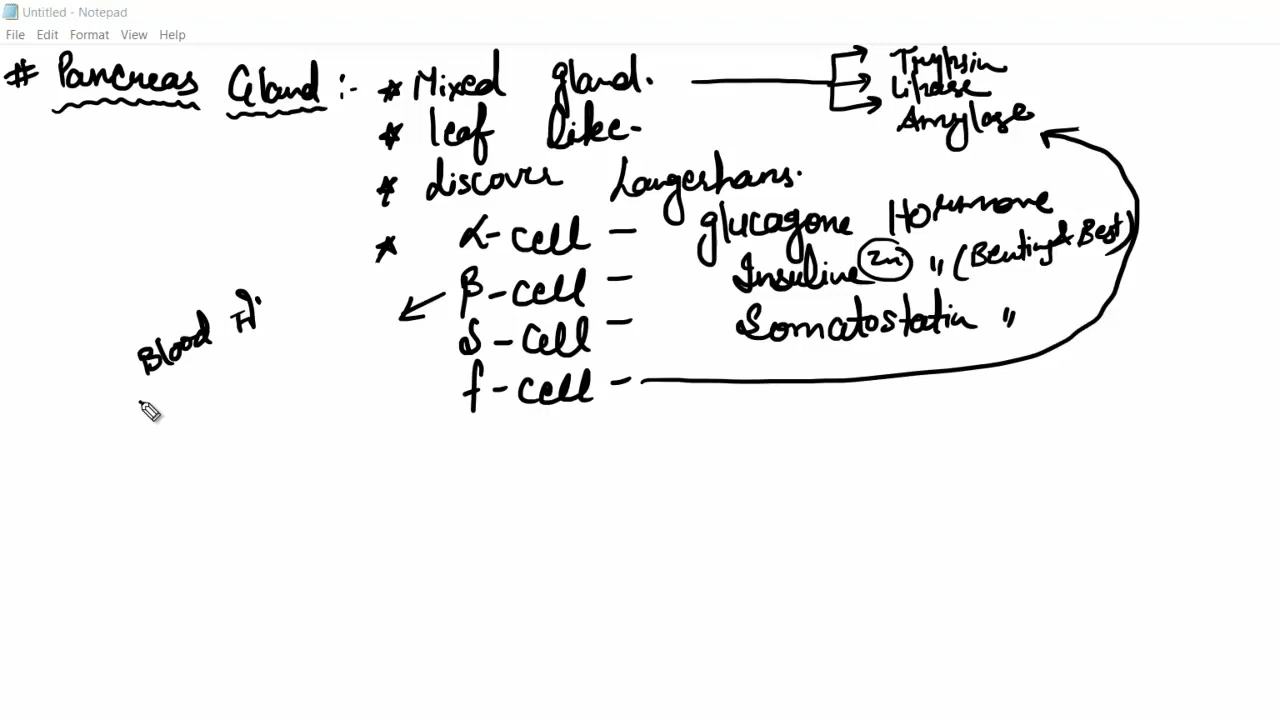 Untitled - Notepad
File Edit Format View Help
# Pancreas Gland :- * Mixed gland.
Trypsin
Lipase
Amylase
* leaf like.
* discover Langerhans.
* α-cell - glucagone Hormone
β-cell - Insuline Zn " (Benting & Best)
δ-cell - Somatostatin "
f-cell -
Blood में